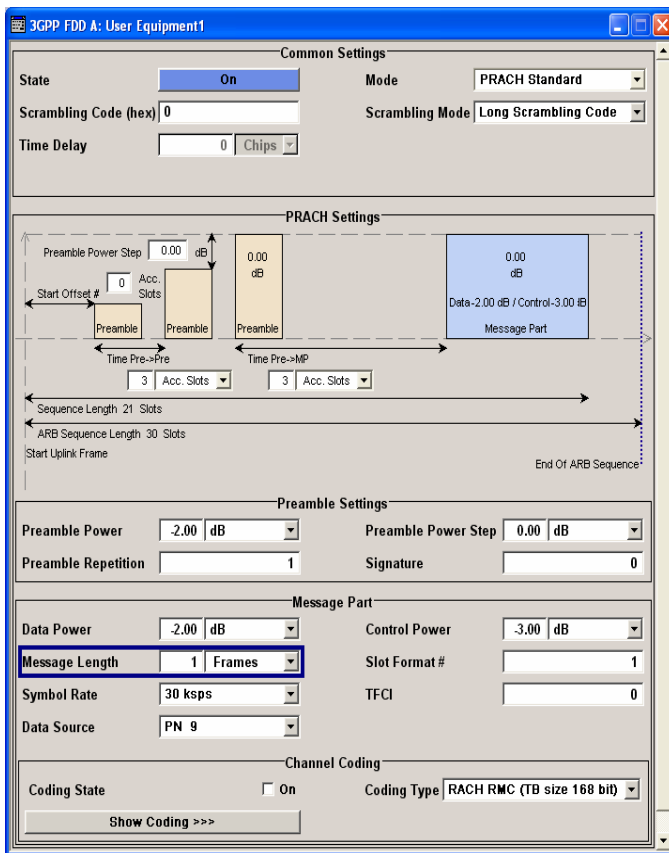 3GPP FDD A: User Equipment1
Common Settings
State On Mode PRACH Standard
Scrambling Code (hex) 0 Scrambling Mode Long Scrambling Code
Time Delay 0 Chips
PRACH Settings
Preamble Power Step 0.00 dB
0.00 dB
0.00 dB
Start Offset # 0 Acc. Slots
Data-2.00 dB / Control-3.00 dB
Preamble Preamble Preamble Message Part
Time Pre->Pre Time Pre->MP
3 Acc. Slots 3 Acc. Slots
Sequence Length 21 Slots
ARB Sequence Length 30 Slots
Start Uplink Frame
End Of ARB Sequence
Preamble Settings
Preamble Power -2.00 dB Preamble Power Step 0.00 dB
Preamble Repetition 1 Signature 0
Message Part
Data Power -2.00 dB Control Power -3.00 dB
Message Length 1 Frames Slot Format # 1
Symbol Rate 30 ksps TFCI 0
Data Source PN 9
Channel Coding
Coding State On Coding Type RACH RMC (TB size 168 bit)
Show Coding >>>